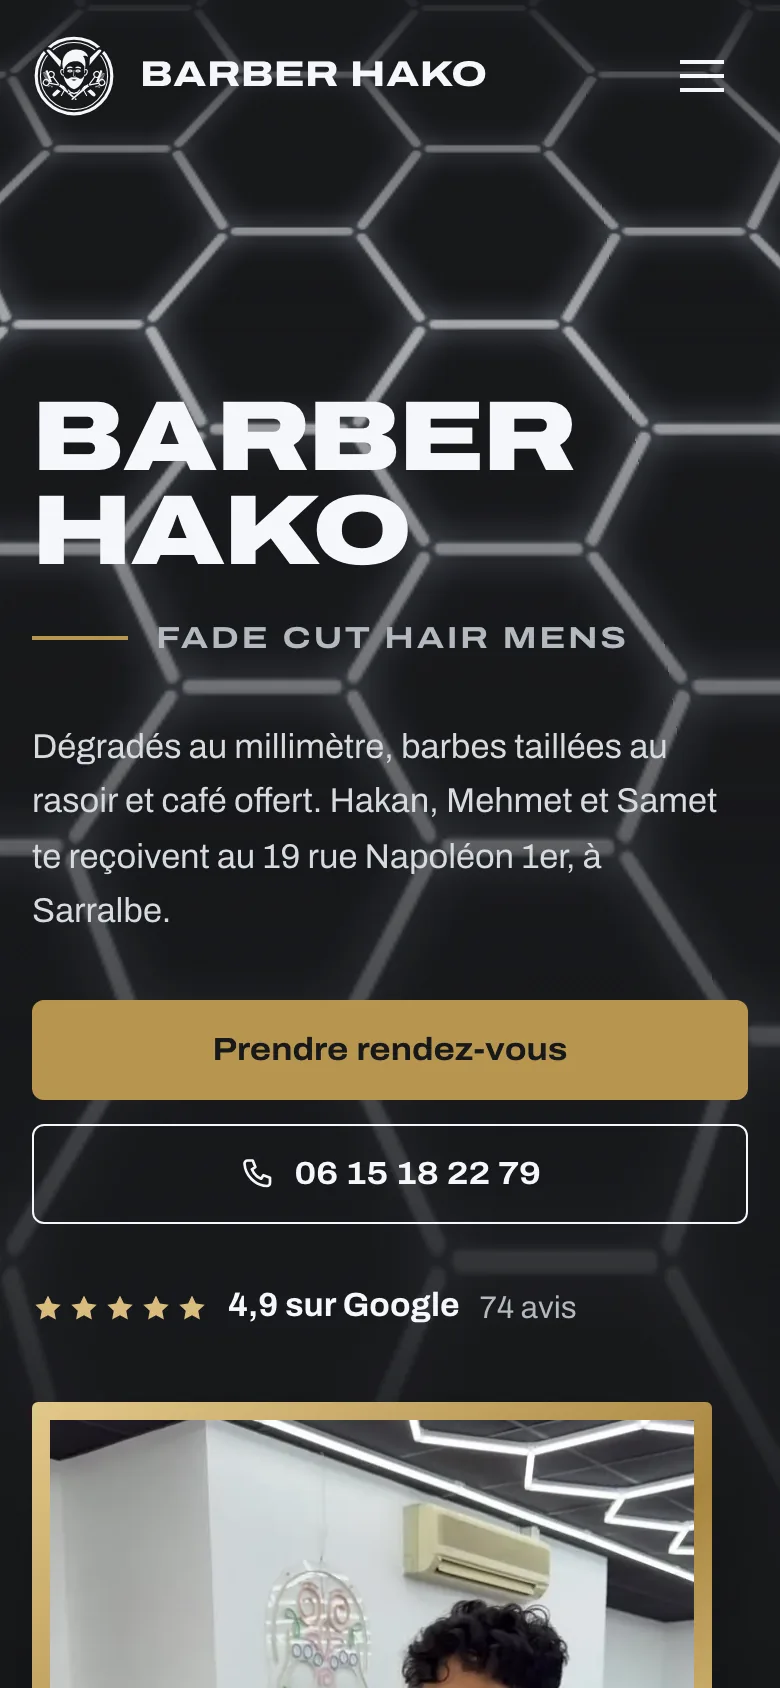 BARBER HAKO
BARBER
HAKO
FADE CUT HAIR MENS
Dégradés au millimètre, barbes taillées au
rasoir et café offert. Hakan, Mehmet et Samet
te reçoivent au 19 rue Napoléon 1er, à
Sarralbe.
Prendre rendez-vous
06 15 18 22 79
4,9 sur Google 74 avis